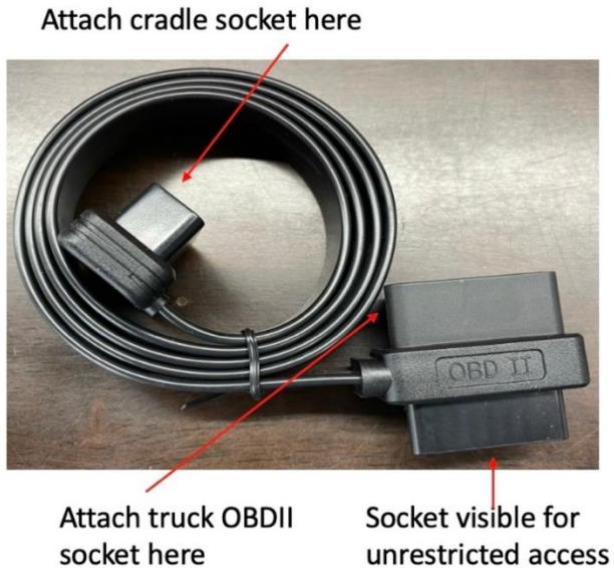 Attach cradle socket here
OBD II
Attach truck OBDII
socket here
Socket visible for
unrestricted access